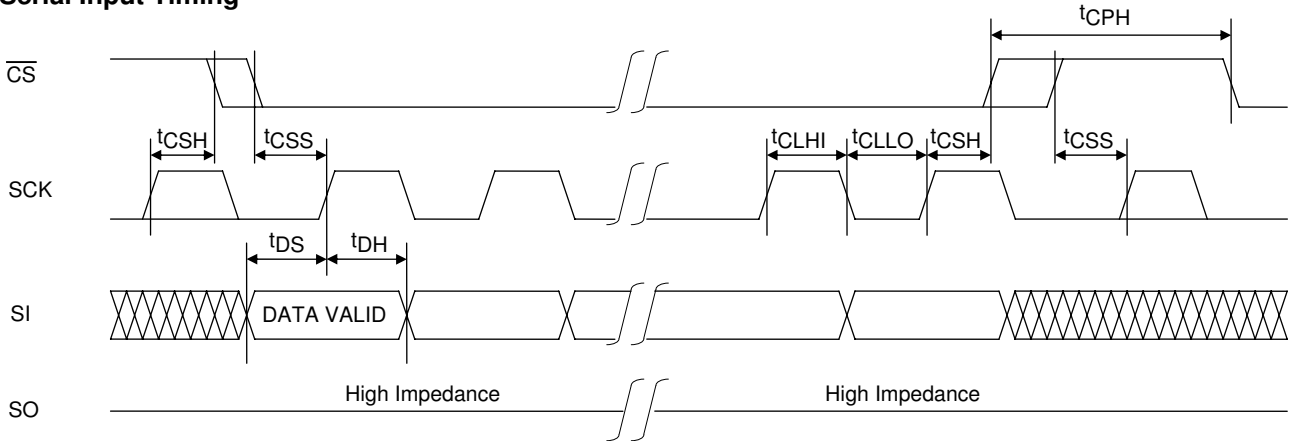 Serial Input Timing
tCPH
CS
tCSH
tCSS
tCLHI
tCLLO
tCSH
tCSS
SCK
tDS
tDH
SI
DATA VALID
High Impedance
High Impedance
SO